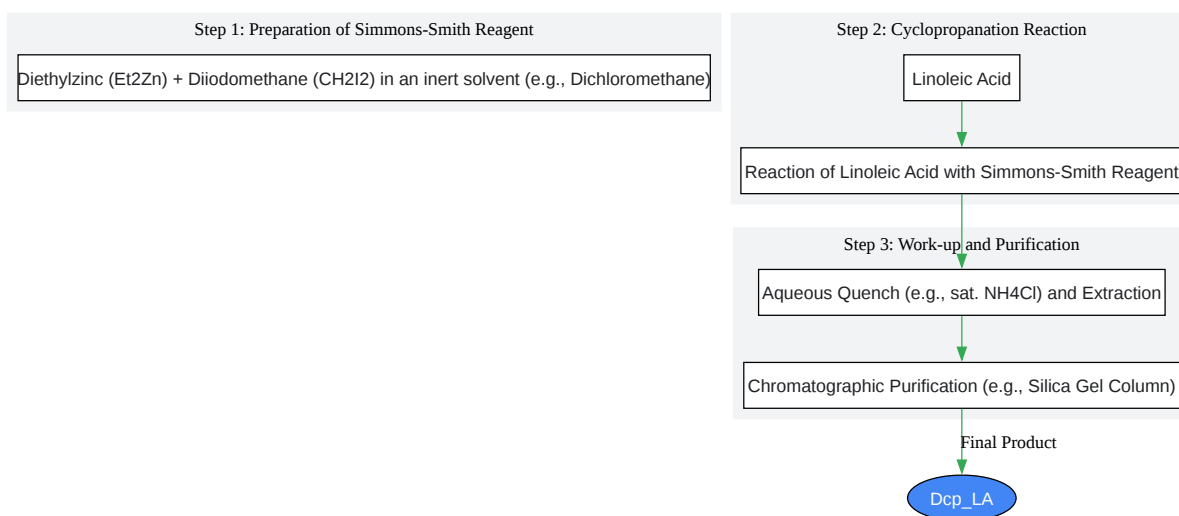 Step 1: Preparation of Simmons-Smith Reagent
Diethylzinc (Et2Zn) + Diiodomethane (CH2I2) in an inert solvent (e.g., Dichloromethane)
Step 2: Cyclopropanation Reaction
Linoleic Acid
Reaction of Linoleic Acid with Simmons-Smith Reagent
Step 3: Work-up and Purification
Aqueous Quench (e.g., sat. NH4Cl) and Extraction
Chromatographic Purification (e.g., Silica Gel Column)
Final Product
Dcp_LA